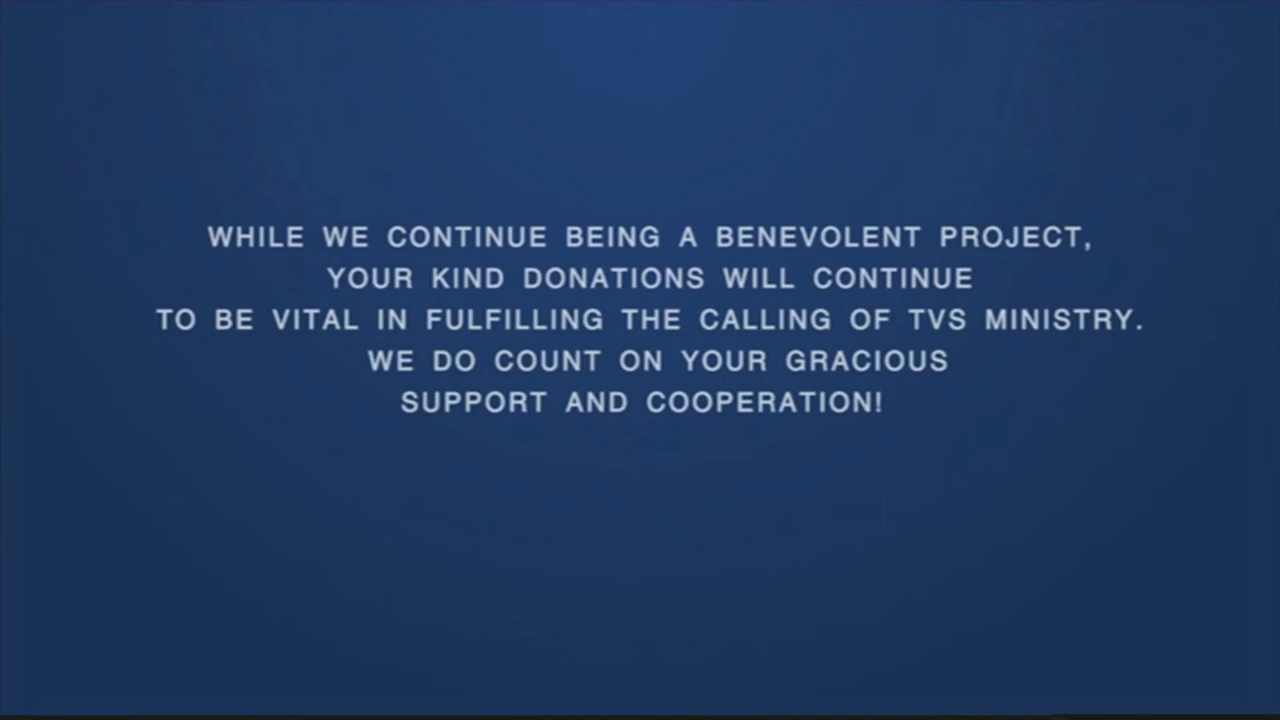 WHILE WE CONTINUE BEING A BENEVOLENT PROJECT,
YOUR KIND DONATIONS WILL CONTINUE
TO BE VITAL IN FULFILLING THE CALLING OF TVS MINISTRY.
WE DO COUNT ON YOUR GRACIOUS
SUPPORT AND COOPERATION!